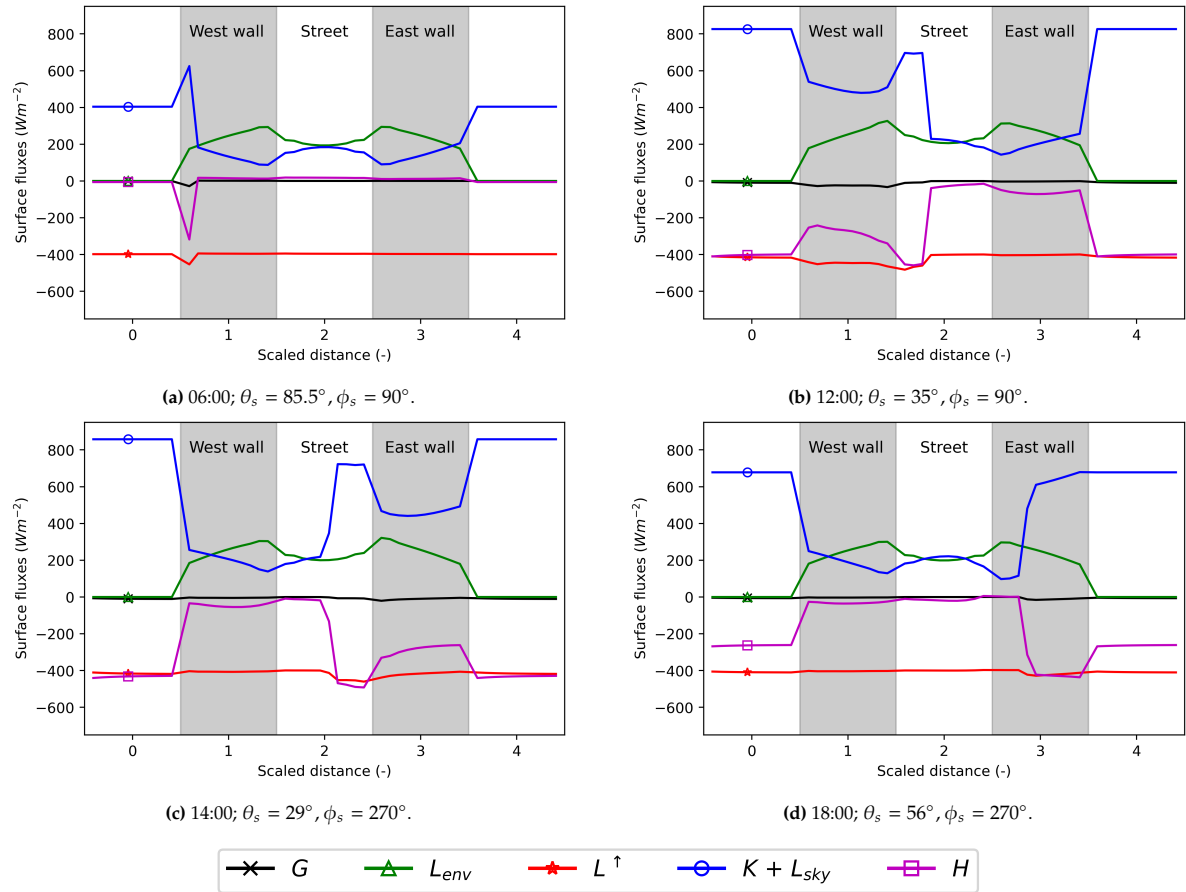 West wall Street East wall
Surface fluxes (Wm⁻²)
800
600
400
200
0
−200
−400
−600
0 1 2 3 4
Scaled distance (-)
(a) 06:00; θₛ = 85.5°, ϕₛ = 90°.
West wall Street East wall
Surface fluxes (Wm⁻²)
800
600
400
200
0
−200
−400
−600
0 1 2 3 4
Scaled distance (-)
(b) 12:00; θₛ = 35°, ϕₛ = 90°.
West wall Street East wall
Surface fluxes (Wm⁻²)
800
600
400
200
0
−200
−400
−600
0 1 2 3 4
Scaled distance (-)
(c) 14:00; θₛ = 29°, ϕₛ = 270°.
West wall Street East wall
Surface fluxes (Wm⁻²)
800
600
400
200
0
−200
−400
−600
0 1 2 3 4
Scaled distance (-)
(d) 18:00; θₛ = 56°, ϕₛ = 270°.
G L_env L↑ K + L_sky H